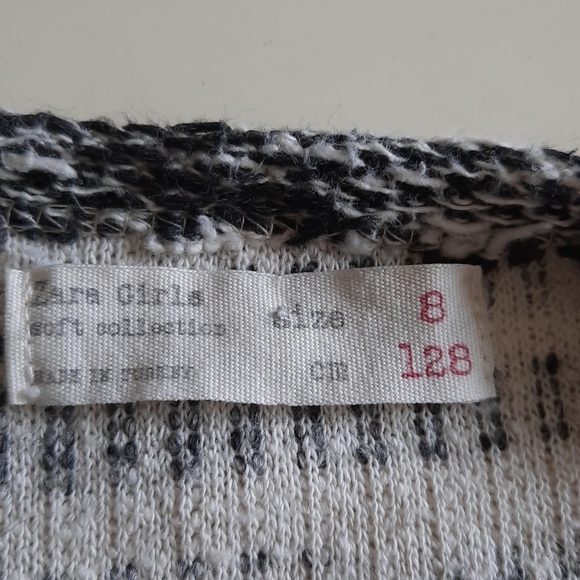 Zara Girls
soft collection
MADE IN TURKEY
size 8
cm 128